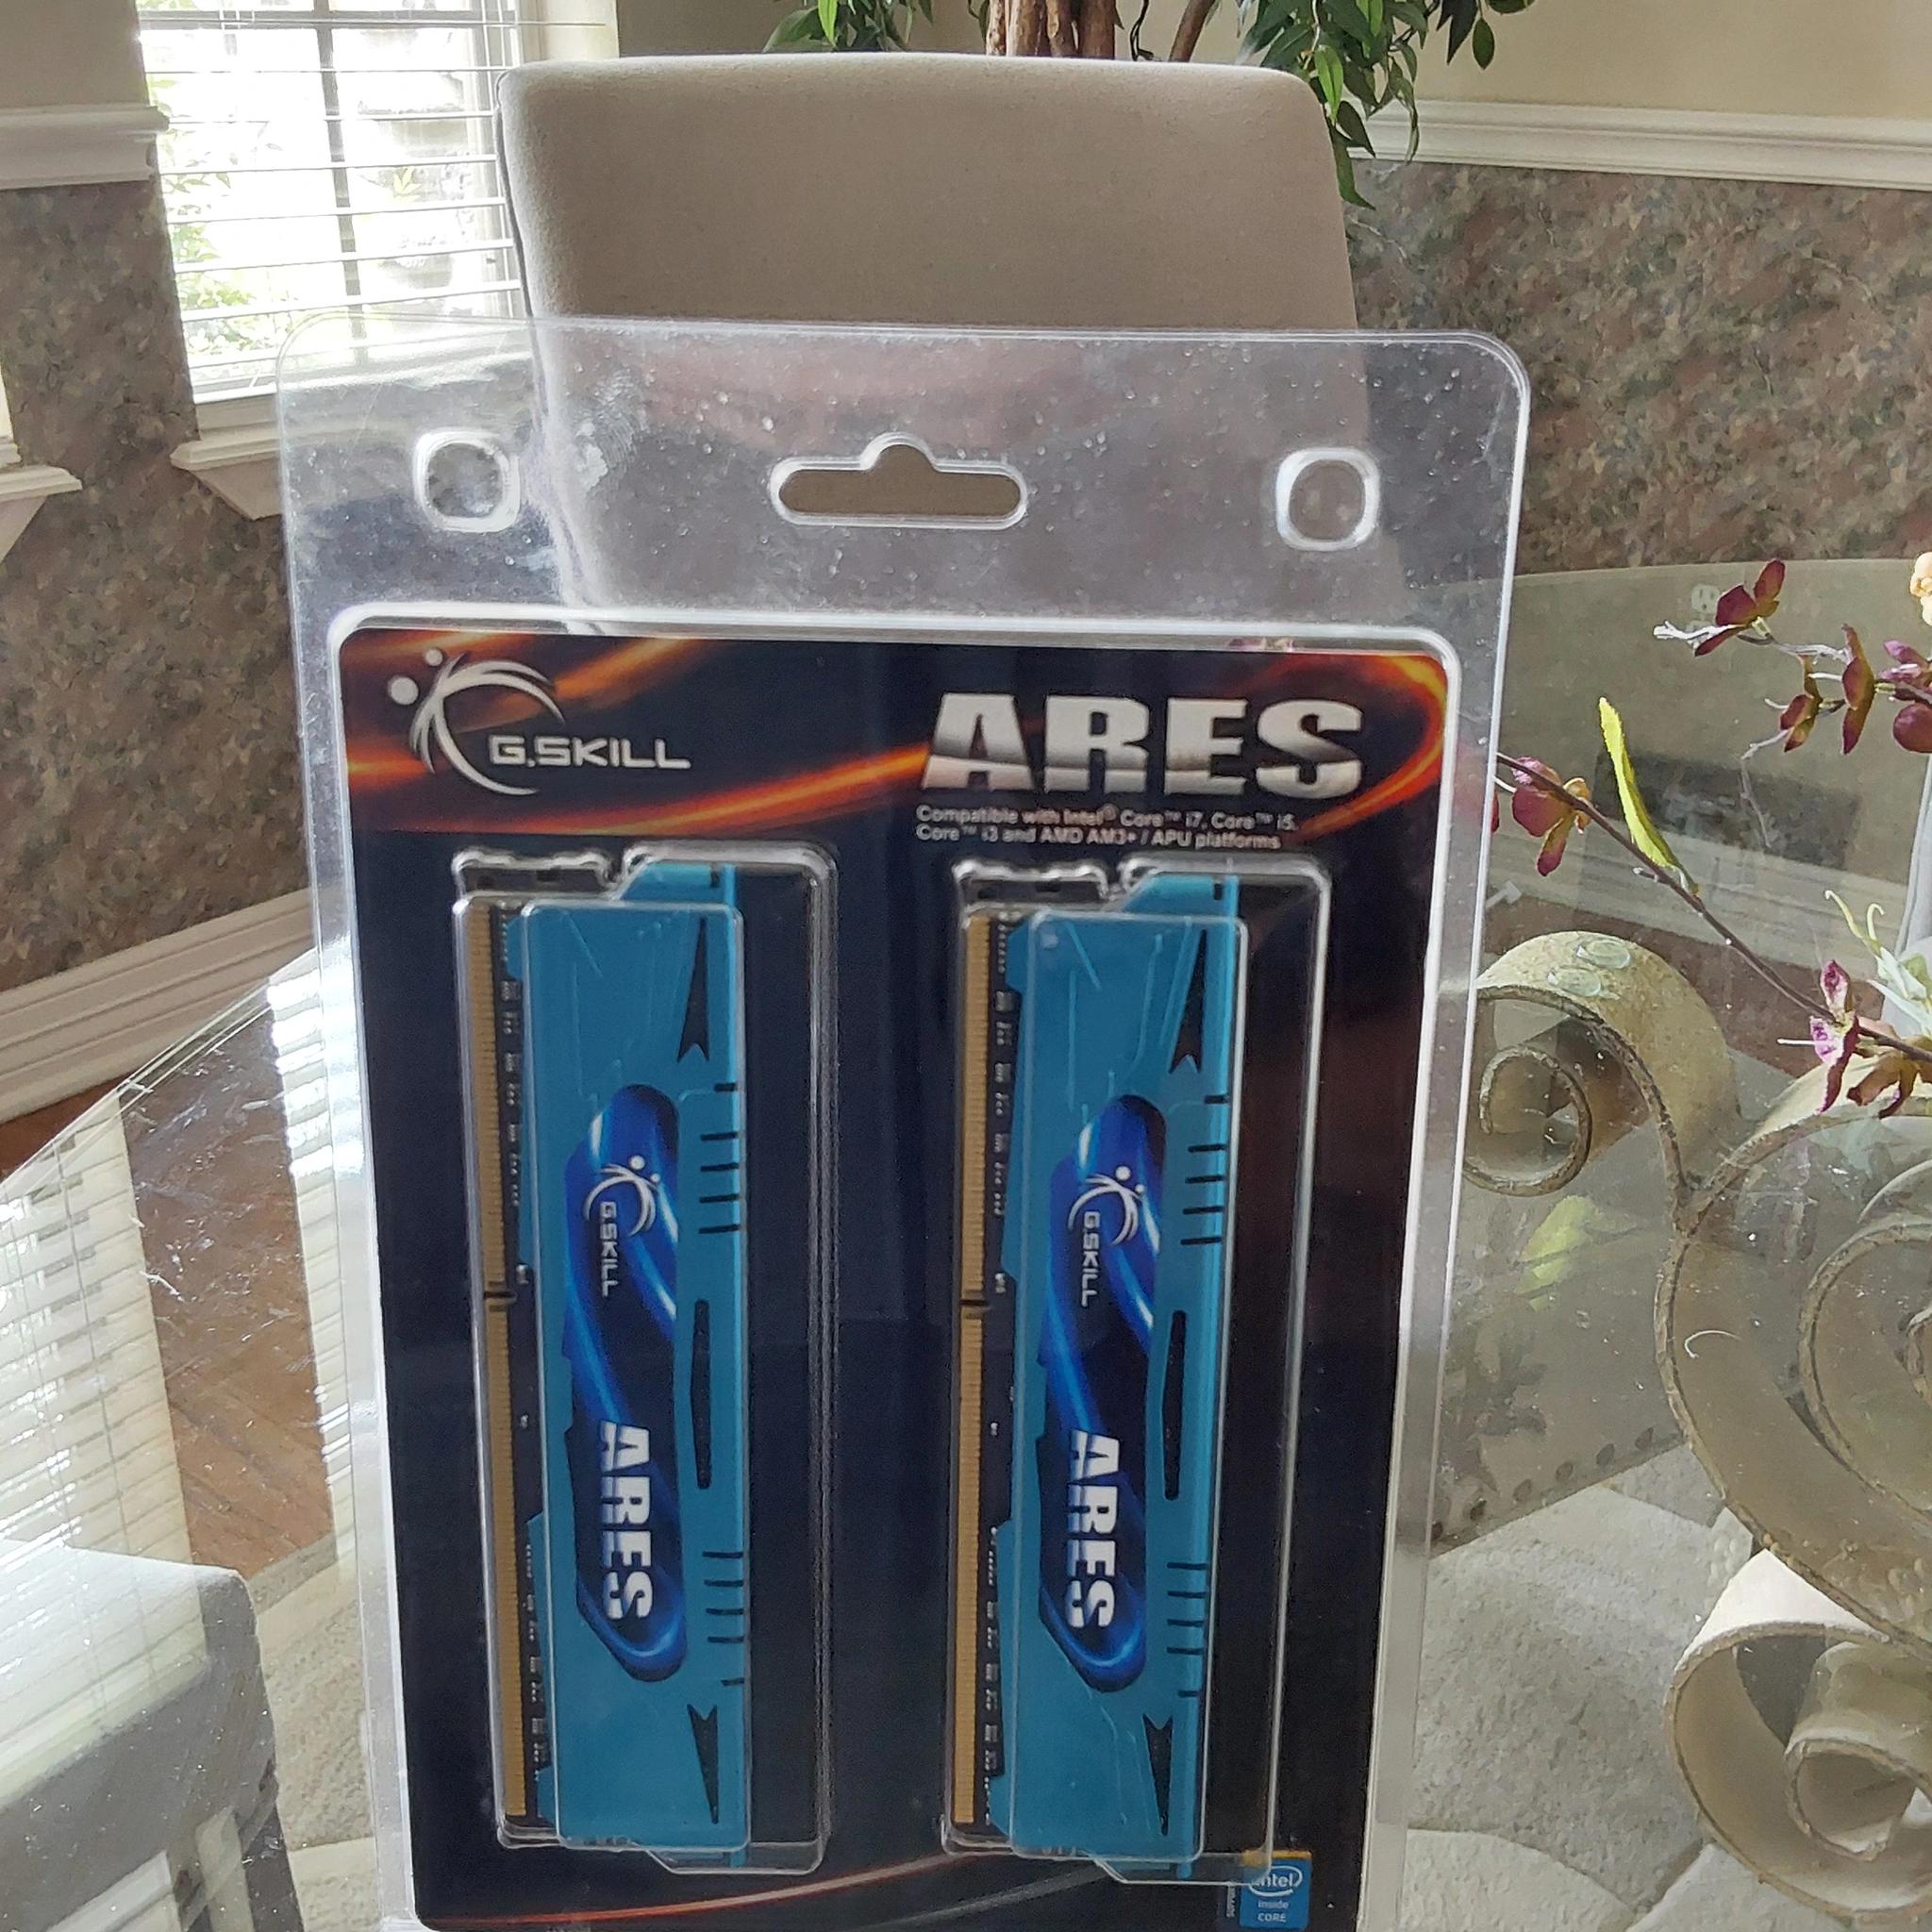 G.SKILL
ARES
Compatible with Intel® Core™ i7, Core™ i5,
Core™ i3 and AMD AM3+ / APU platforms
G.SKILL
ARES
G.SKILL
ARES
intel
inside
CORE